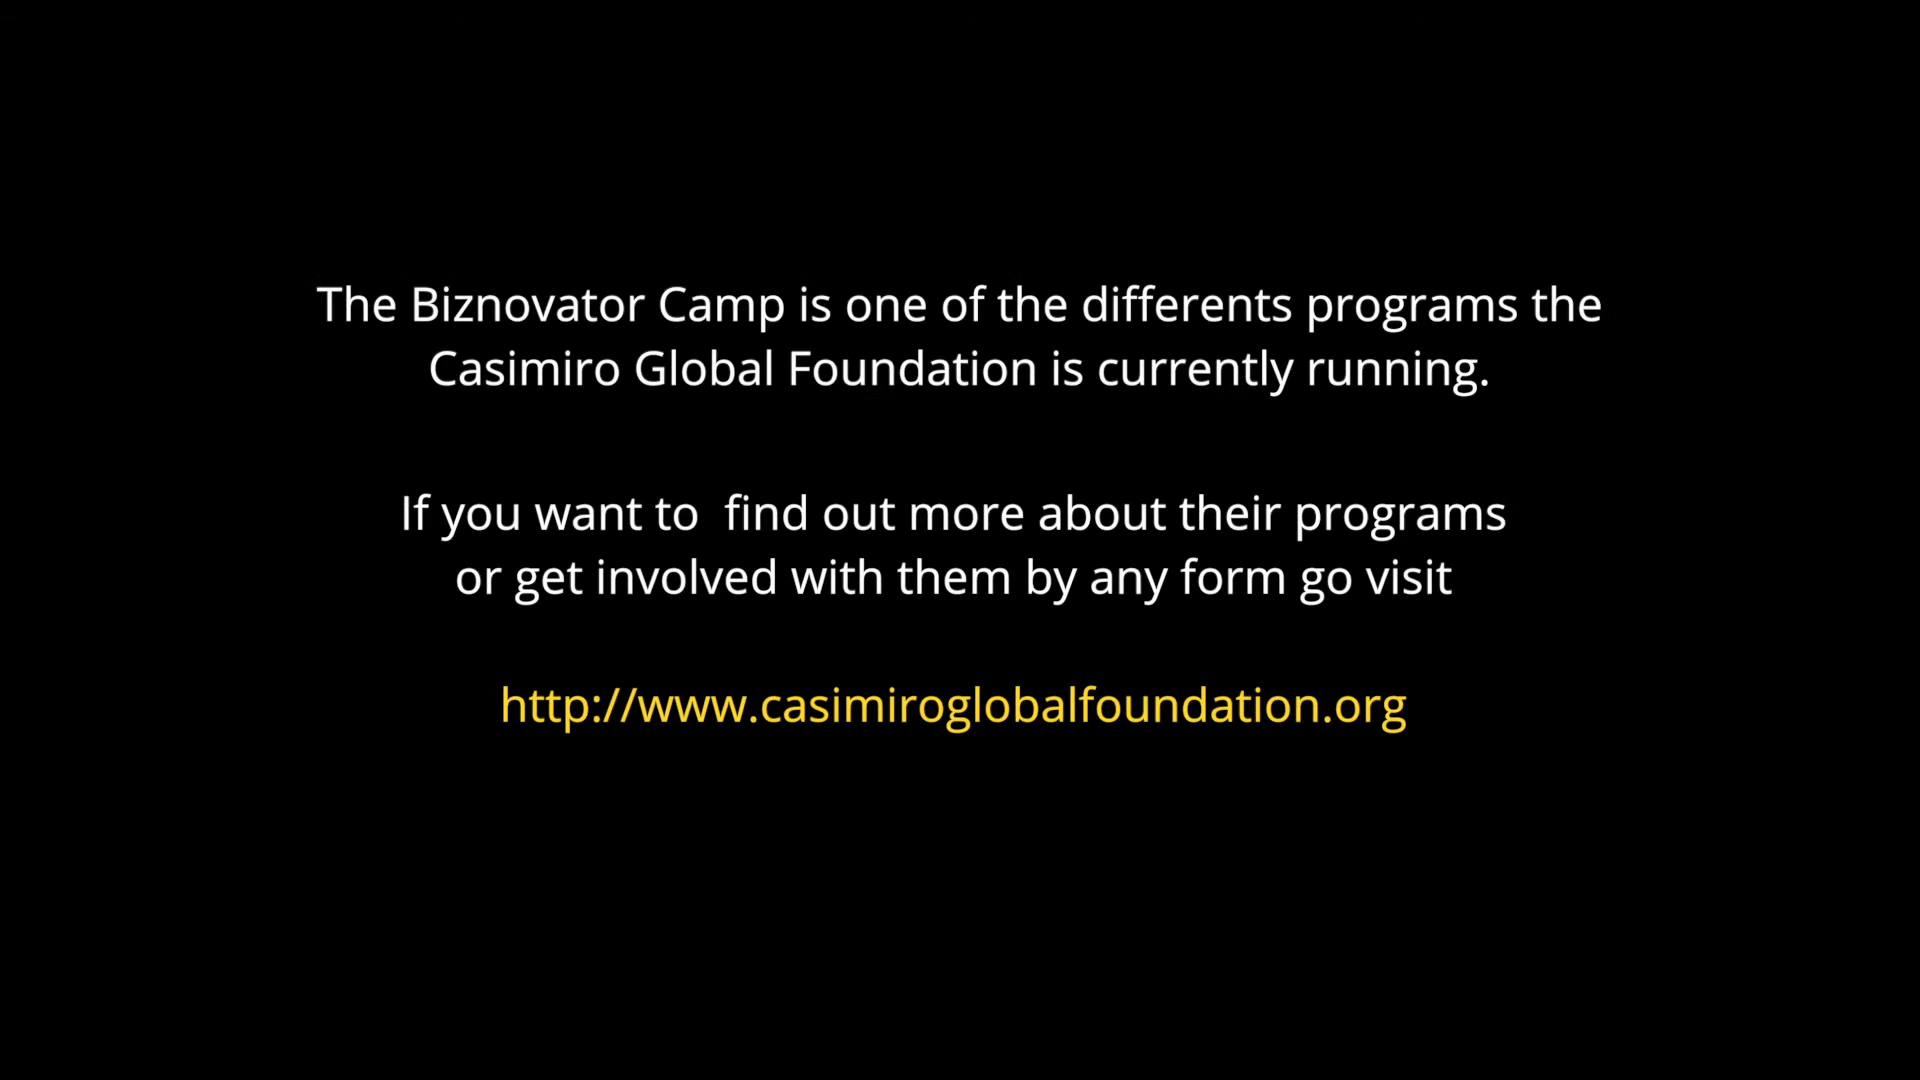 The Biznovator Camp is one of the differents programs the
Casimiro Global Foundation is currently running.
If you want to  find out more about their programs
or get involved with them by any form go visit
http://www.casimiroglobalfoundation.org